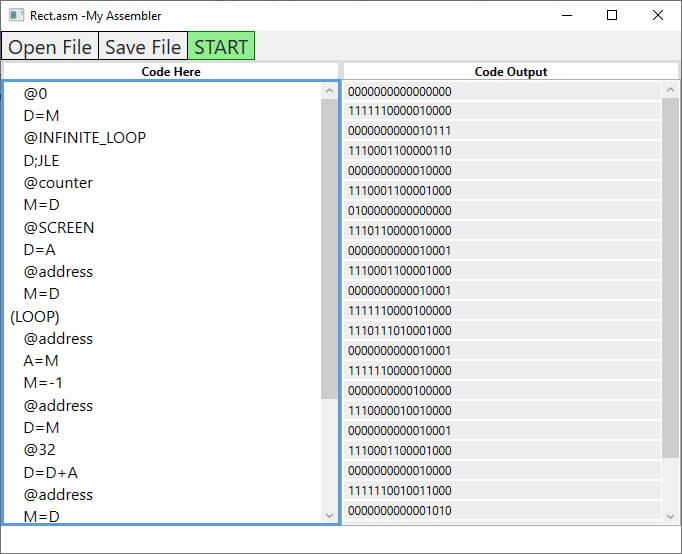 Rect.asm -My Assembler
Open File Save File START
Code Here
@0
D=M
@INFINITE_LOOP
D;JLE
@counter
M=D
@SCREEN
D=A
@address
M=D
(LOOP)
@address
A=M
M=-1
@address
D=M
@32
D=D+A
@address
M=D
Code Output
0000000000000000
1111110000010000
0000000000010111
1110001100000110
0000000000010000
1110001100001000
0100000000000000
1110110000010000
0000000000010001
1110001100001000
0000000000010001
1111110000100000
1110111010001000
0000000000010001
1111110000010000
0000000000100000
1110000010010000
0000000000010001
1110001100001000
0000000000010000
1111110010011000
0000000000001010